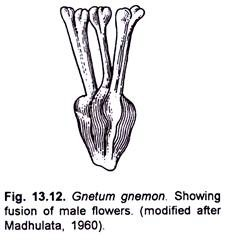 Fig. 13.12. Gnetum gnemon. Showing
fusion of male flowers. (modified after
Madhulata, 1960).